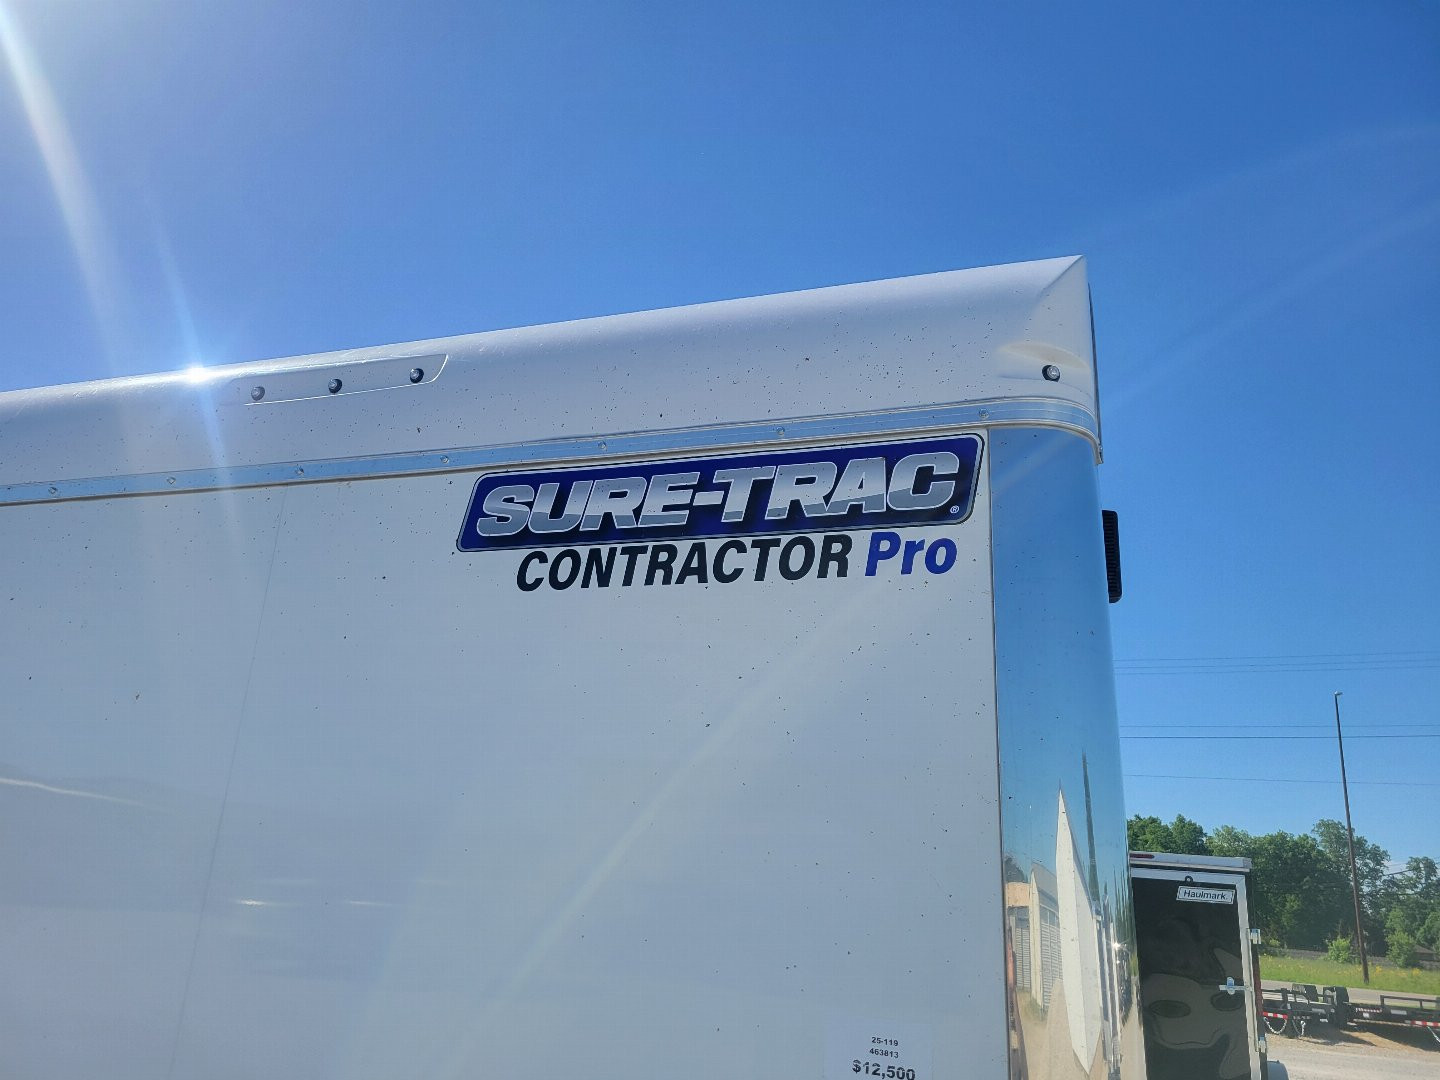 SURE-TRAC®
CONTRACTOR Pro
Haulmark.
25-119
463813
$12,500